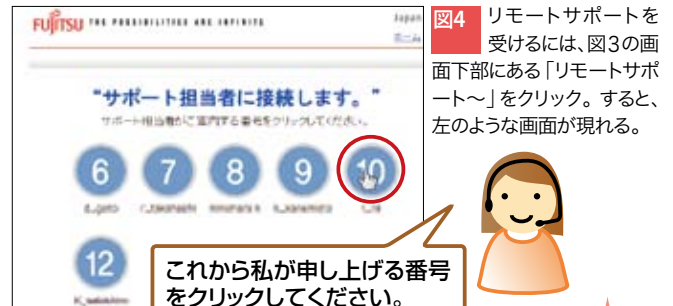 FUJITSU THE POSSIBILITIES ARE INFINITE
Japan
"サポート担当者に接続します。"
サポート担当者がご案内する番号をクリックしてください。
6 7 8 9 10
12
これから私が申し上げる番号
をクリックしてください。
図4 リモートサポートを
受けるには、図3の画
面下部にある「リモートサポ
ート〜」をクリック。すると、
左のような画面が現れる。